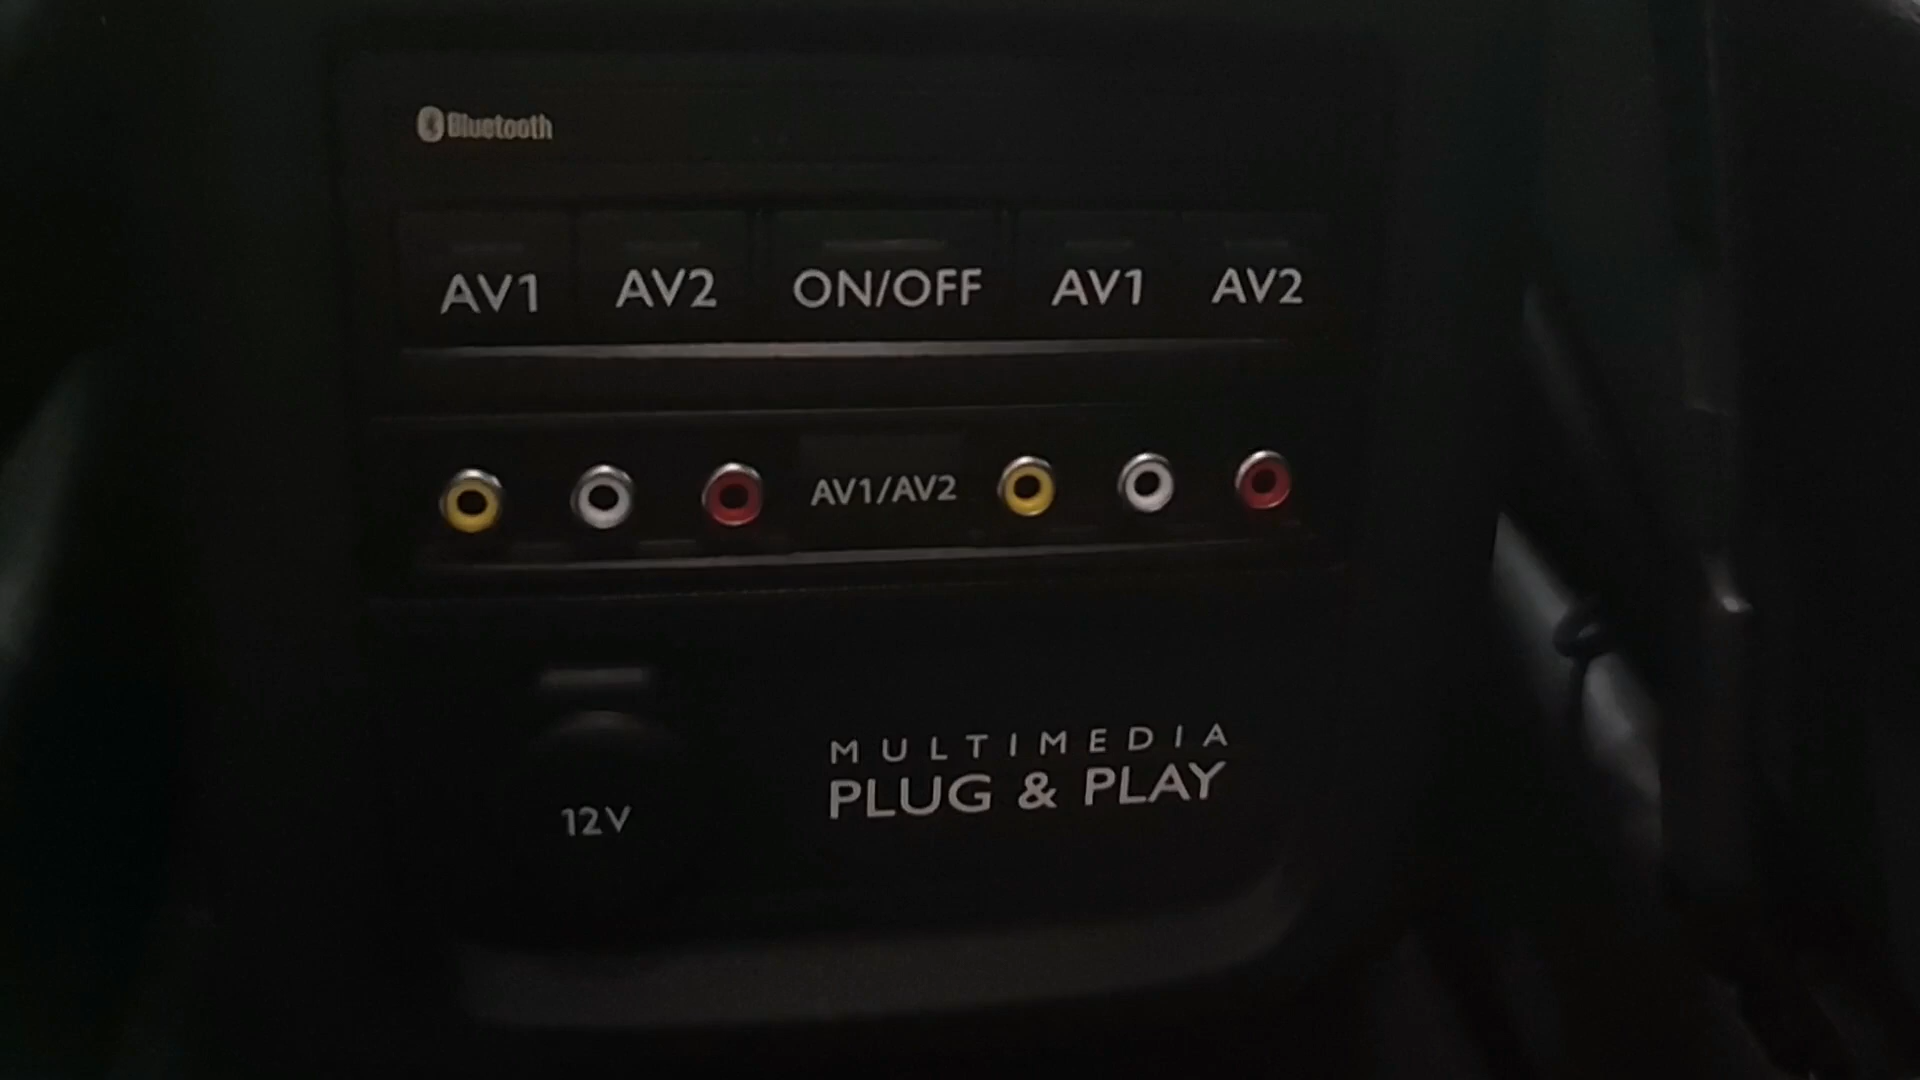 Bluetooth
AV1 AV2 ON/OFF AV1 AV2
AV1/AV2
MULTIMEDIA
PLUG & PLAY
12V